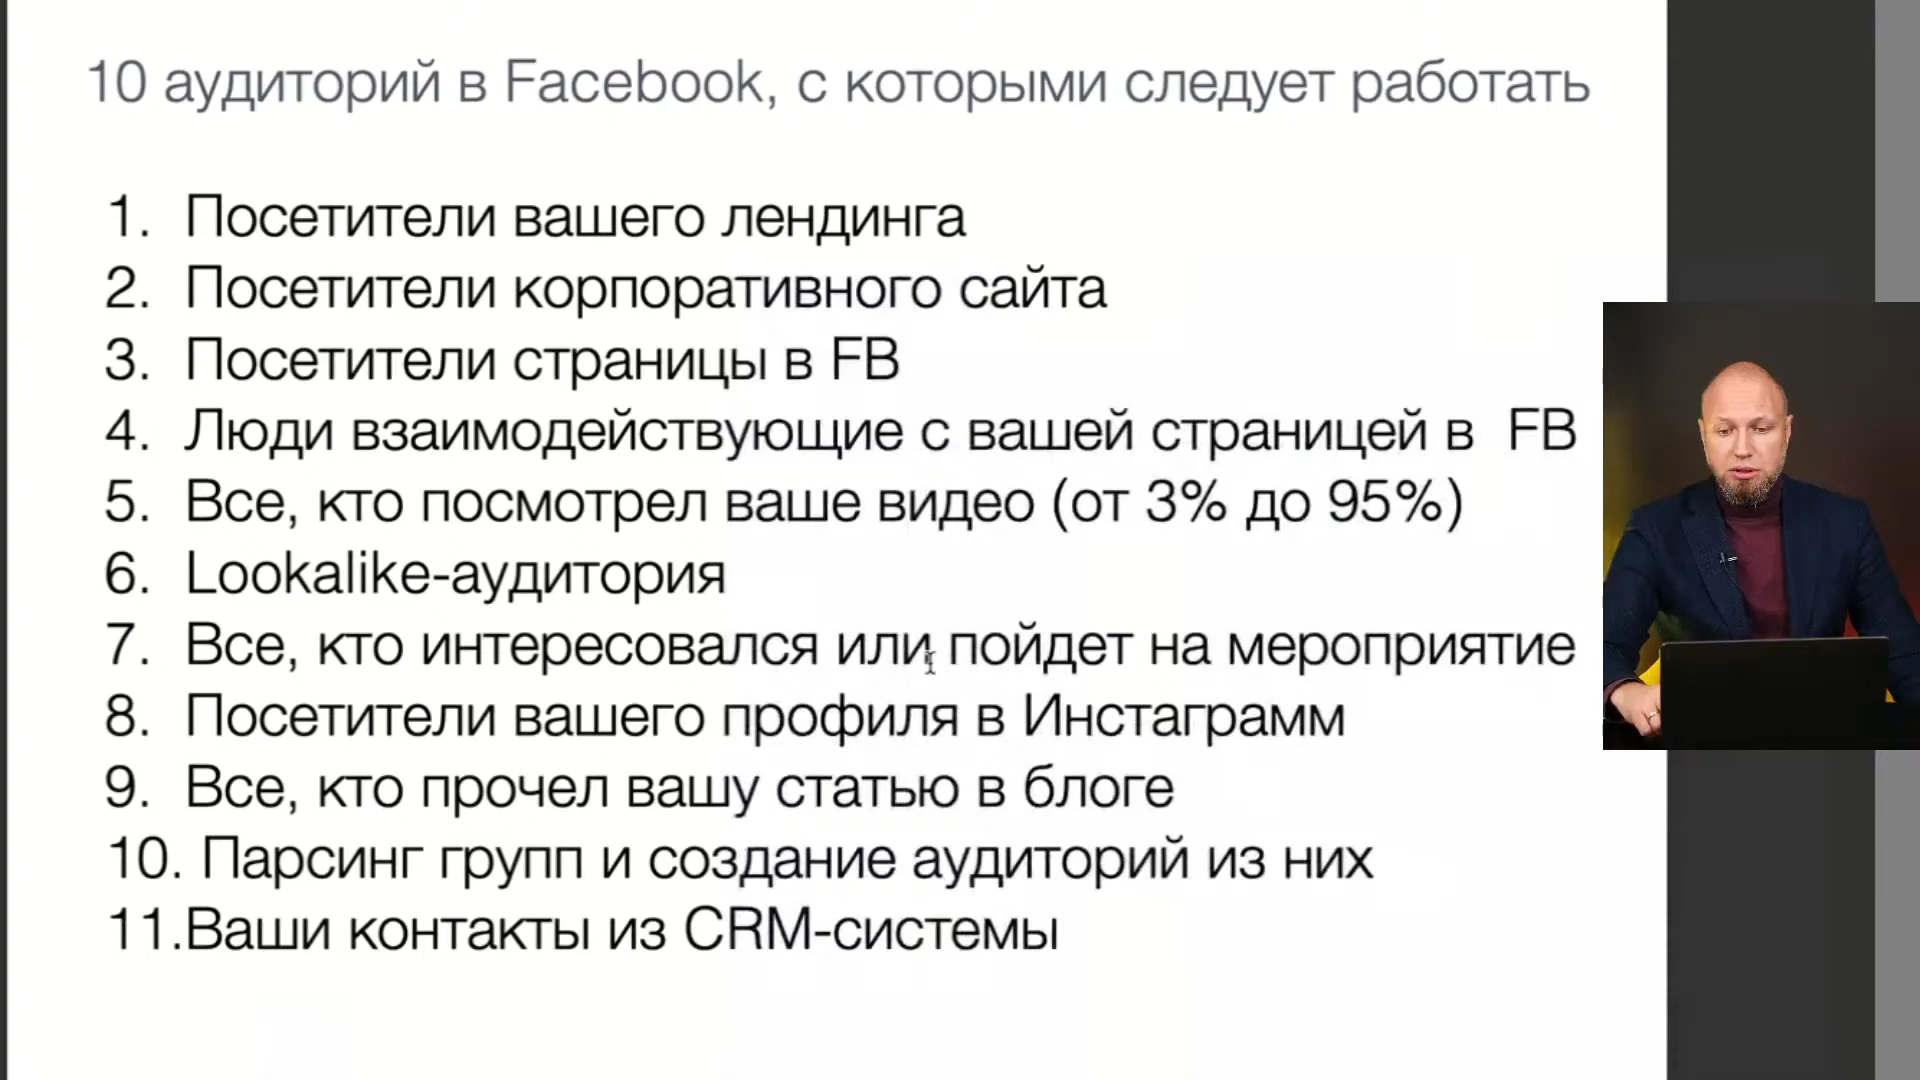 10 аудиторий в Facebook, с которыми следует работать
1. Посетители вашего лендинга
2. Посетители корпоративного сайта
3. Посетители страницы в FB
4. Люди взаимодействующие с вашей страницей в FB
5. Все, кто посмотрел ваше видео (от 3% до 95%)
6. Lookalike-аудитория
7. Все, кто интересовался или пойдет на мероприятие
8. Посетители вашего профиля в Инстаграмм
9. Все, кто прочел вашу статью в блоге
10. Парсинг групп и создание аудиторий из них
11.Ваши контакты из CRM-системы